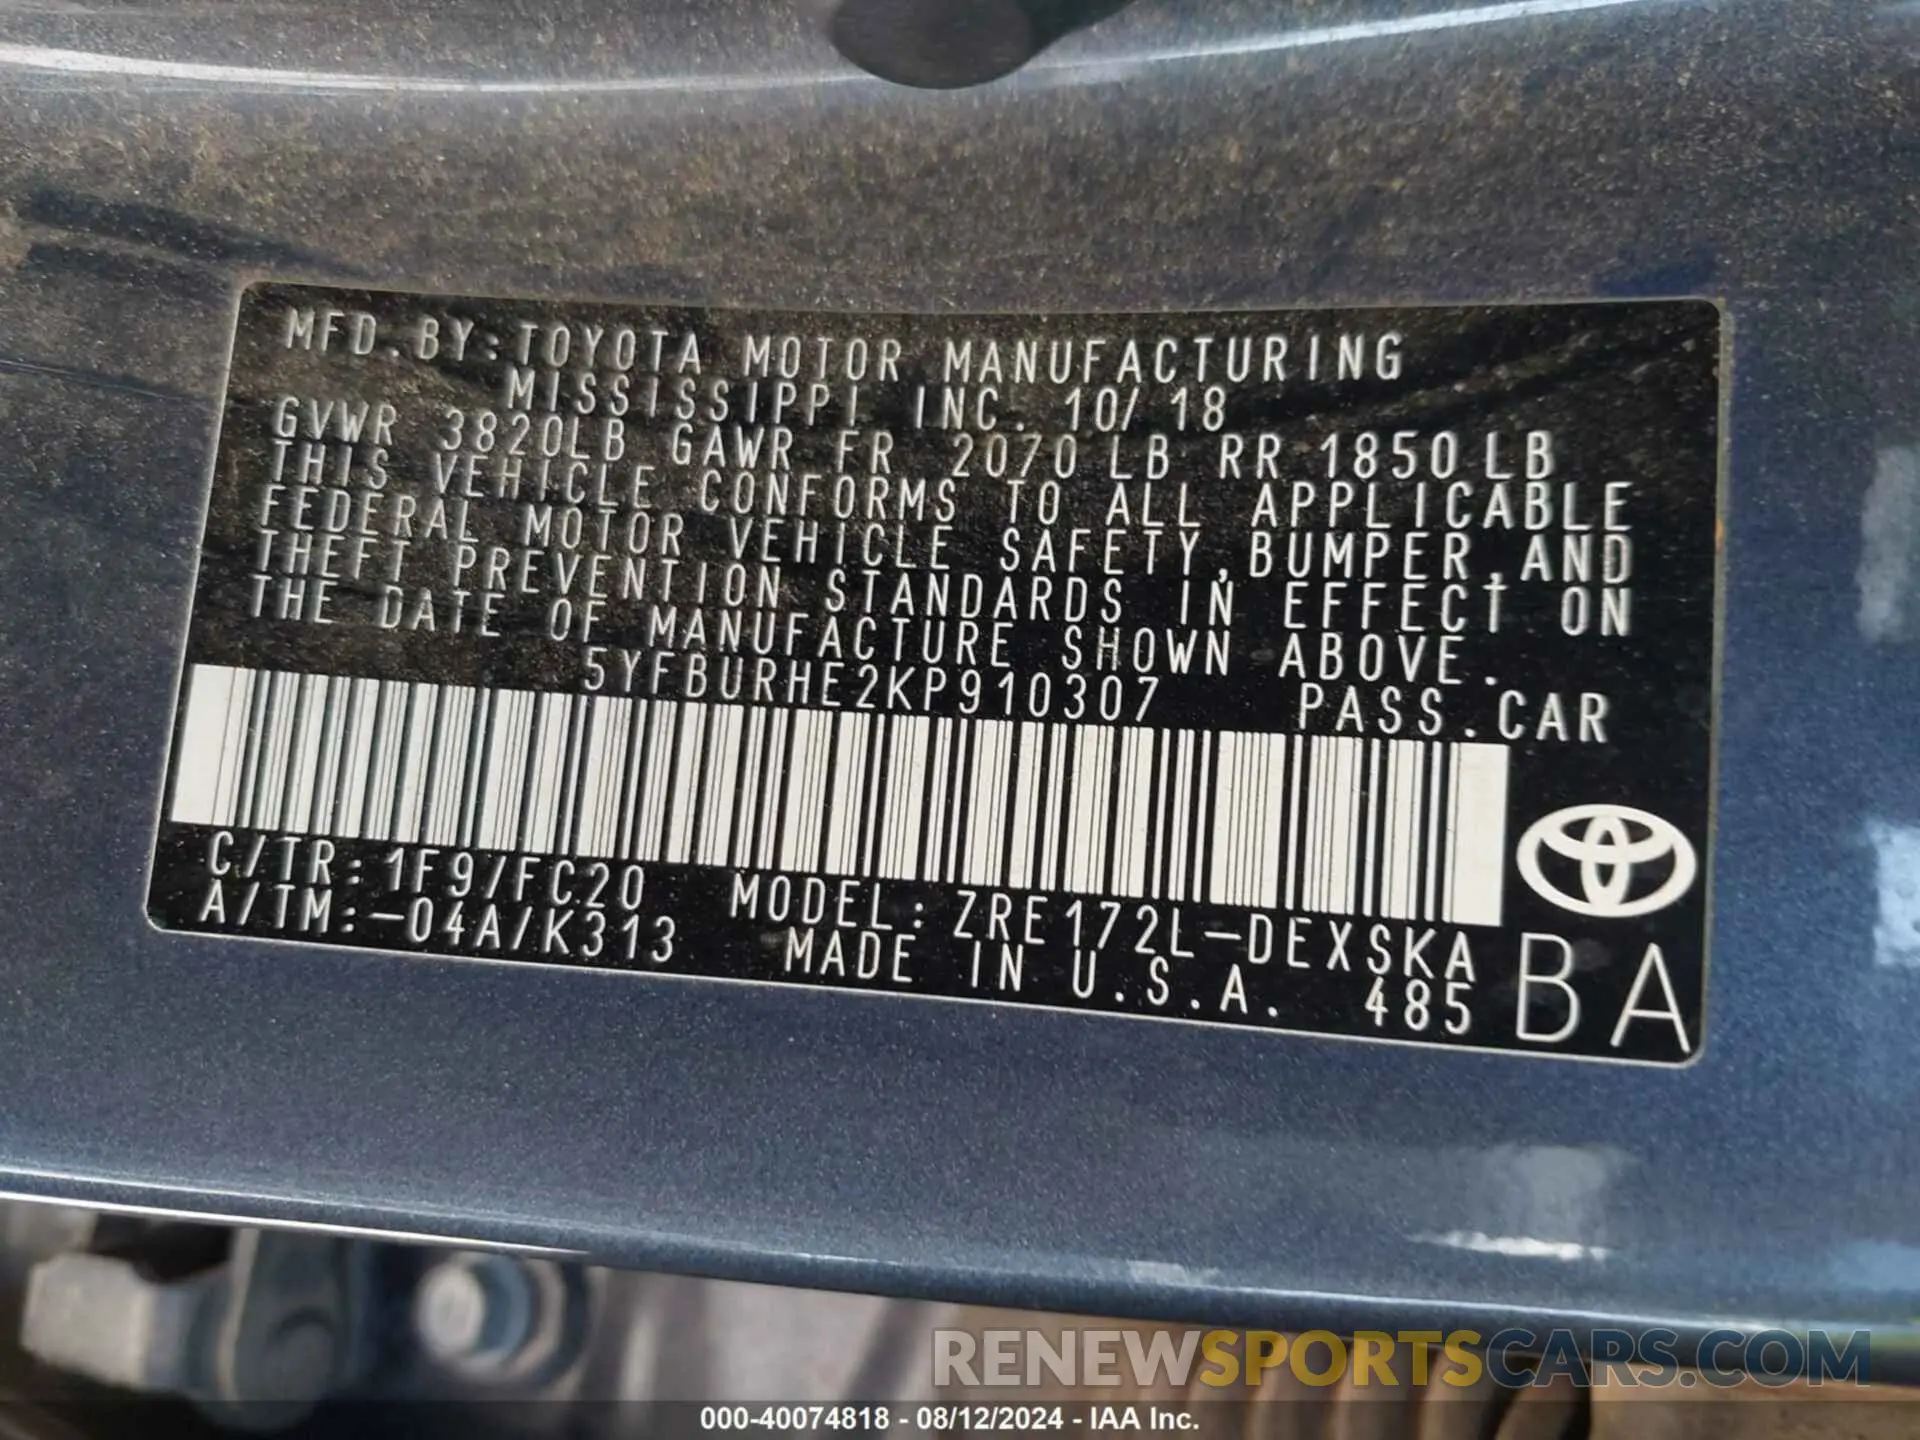 MFD.BY:TOYOTA MOTOR MANUFACTURING
MISSISSIPPI INC. 10/18
GVWR 3820LB GAWR FR 2070LB RR 1850LB
THIS VEHICLE CONFORMS TO ALL APPLICABLE
FEDERAL MOTOR VEHICLE SAFETY,BUMPER,AND
THEFT PREVENTION STANDARDS IN EFFECT ON
THE DATE OF MANUFACTURE SHOWN ABOVE.
5YFBURHE2KP910307 PASS.CAR
C/TR:1F9/FC20 MODEL:ZRE172L-DEXSKA
A/TM:-04A/K313 MADE IN U.S.A. 485
BA
RENEWSPORTSCARS.COM
000-40074818 - 08/12/2024 - IAA Inc.